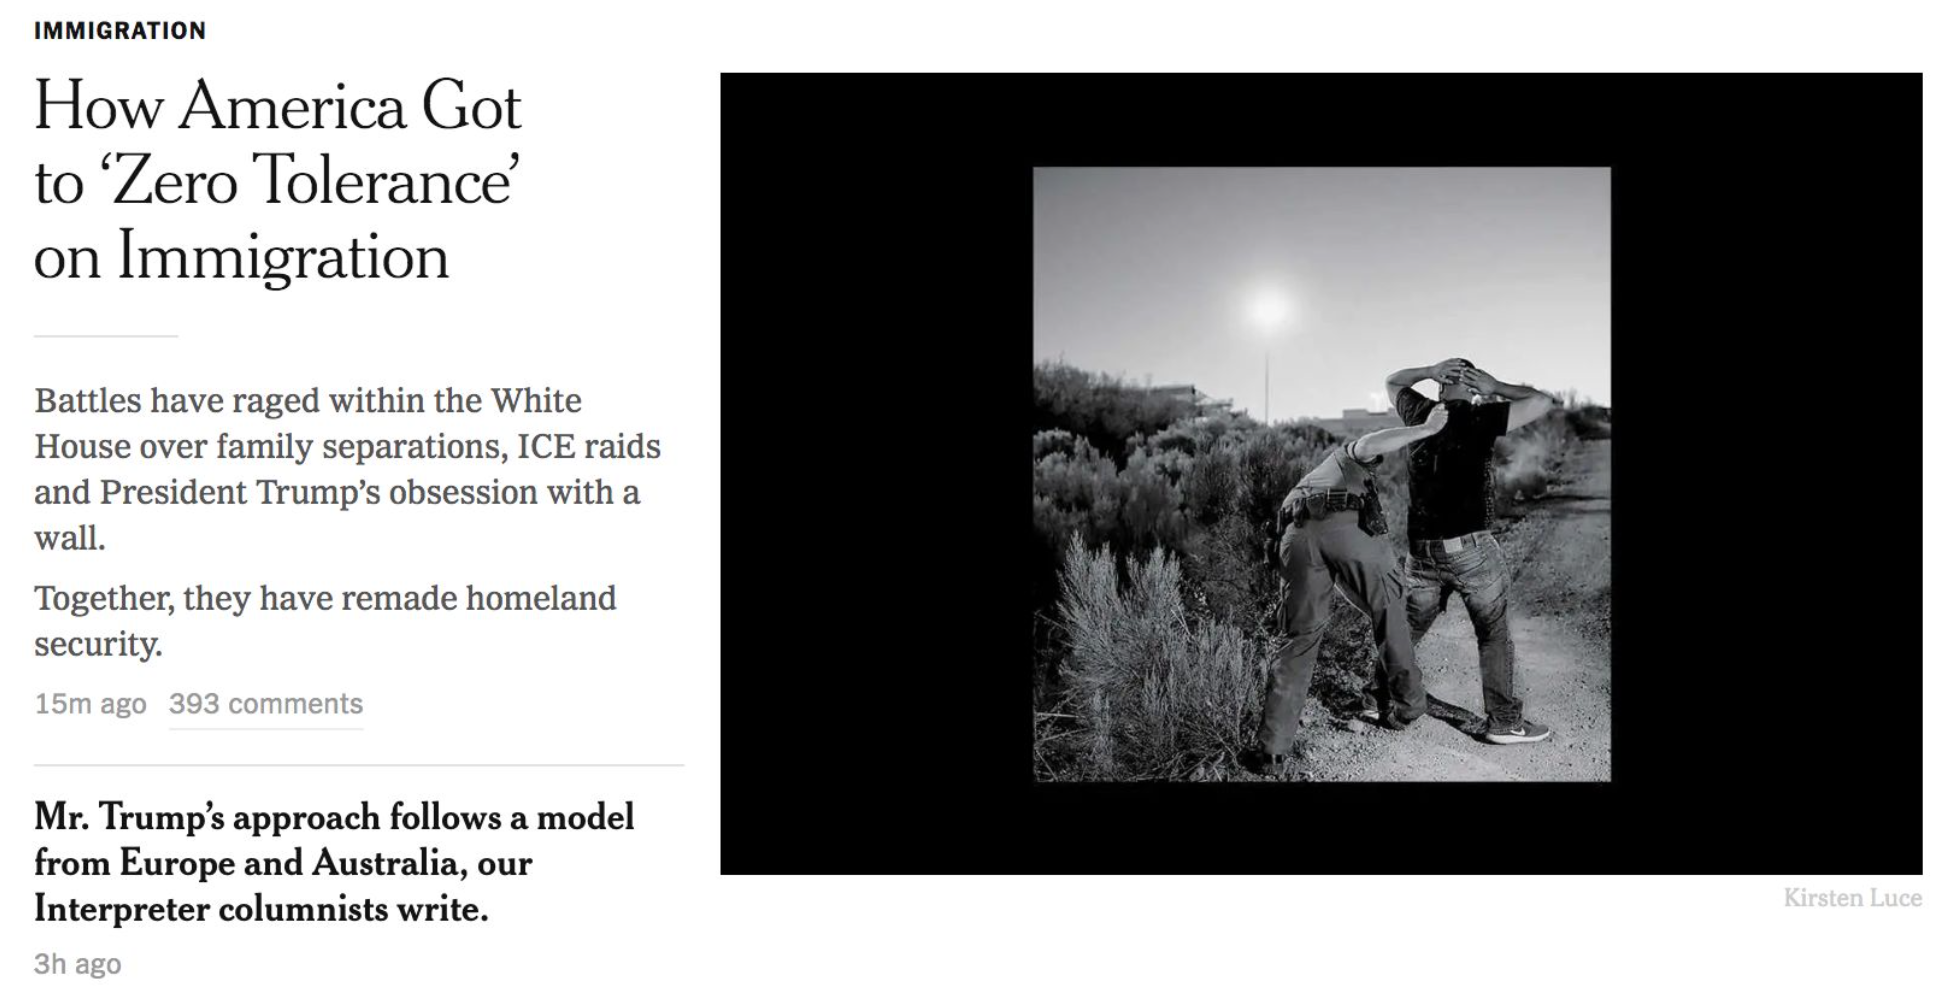 IMMIGRATION
How America Got
to ‘Zero Tolerance’
on Immigration
Battles have raged within the White
House over family separations, ICE raids
and President Trump’s obsession with a
wall.
Together, they have remade homeland
security.
15m ago 393 comments
Mr. Trump’s approach follows a model
from Europe and Australia, our
Interpreter columnists write.
3h ago
Kirsten Luce